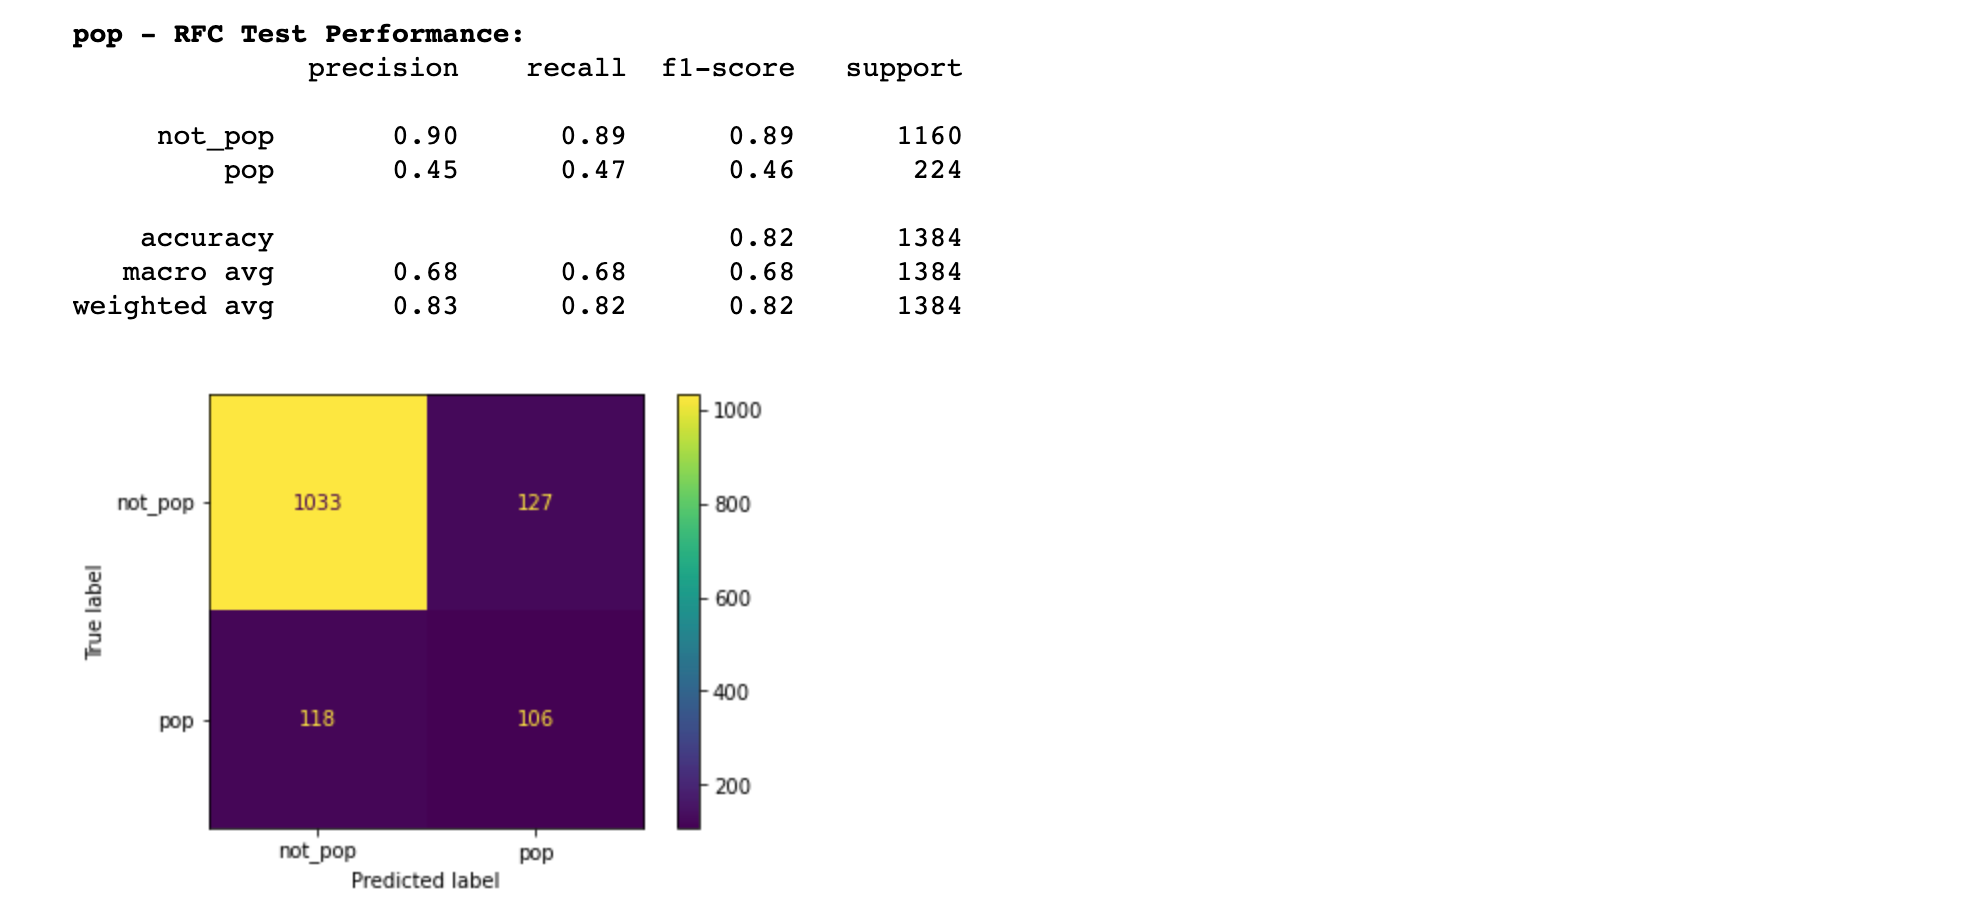 pop - RFC Test Performance:
precision recall f1-score support
not_pop 0.90 0.89 0.89 1160
pop 0.45 0.47 0.46 224
accuracy 0.82 1384
macro avg 0.68 0.68 0.68 1384
weighted avg 0.83 0.82 0.82 1384
1000
800
600
400
200
True label
not_pop 1033 127
pop 118 106
not_pop pop
Predicted label